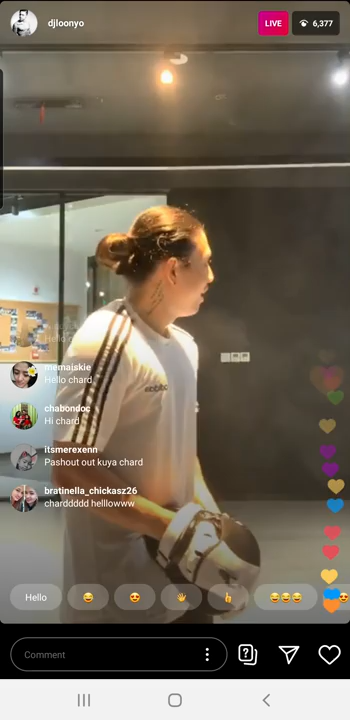 djloonyo
LIVE
6,377
memajskie
Hello chard
chabondoc
Hi chard
itsmerexenn
Pashout out kuya chard
bratinella_chickasz26
charddddd helllowww
Hello
Comment